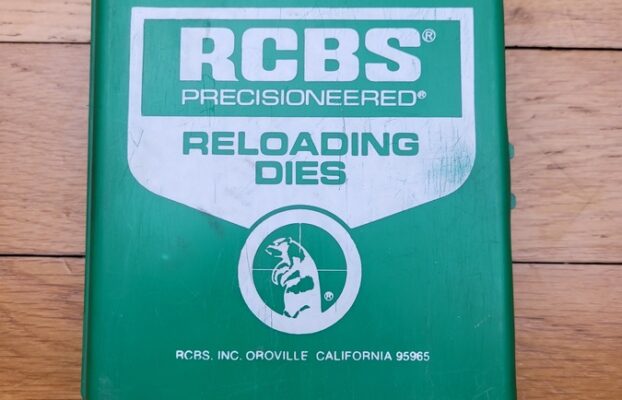 RCBS®
PRECISIONEERED®
RELOADING
DIES
®
RCBS, INC. OROVILLE CALIFORNIA 95965